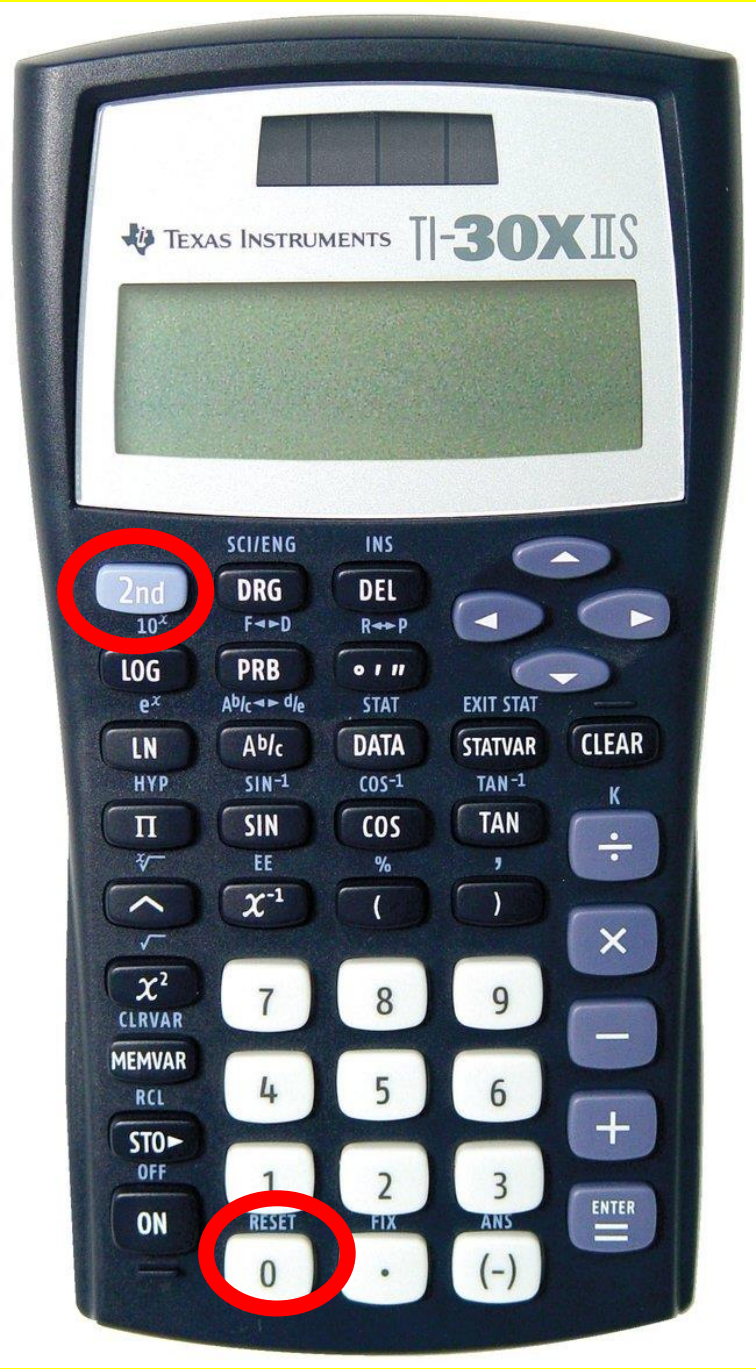 TEXAS INSTRUMENTS TI-30X IIS
SCI/ENG INS
2nd DRG DEL
10ˣ F◄►D R◄►P
LOG PRB ° ' "
eˣ Ab/c◄► d/e STAT EXIT STAT
LN Ab/c DATA STATVAR CLEAR
HYP SIN-1 COS-1 TAN-1 K
Π SIN COS TAN ÷
ˣ√ EE % ,
^ x-1 ( ) ×
√
x² 7 8 9
CLRVAR −
MEMVAR 4 5 6
RCL +
STO►
OFF 1 2 3 ENTER
ON RESET FIX ANS =
0 . (-)